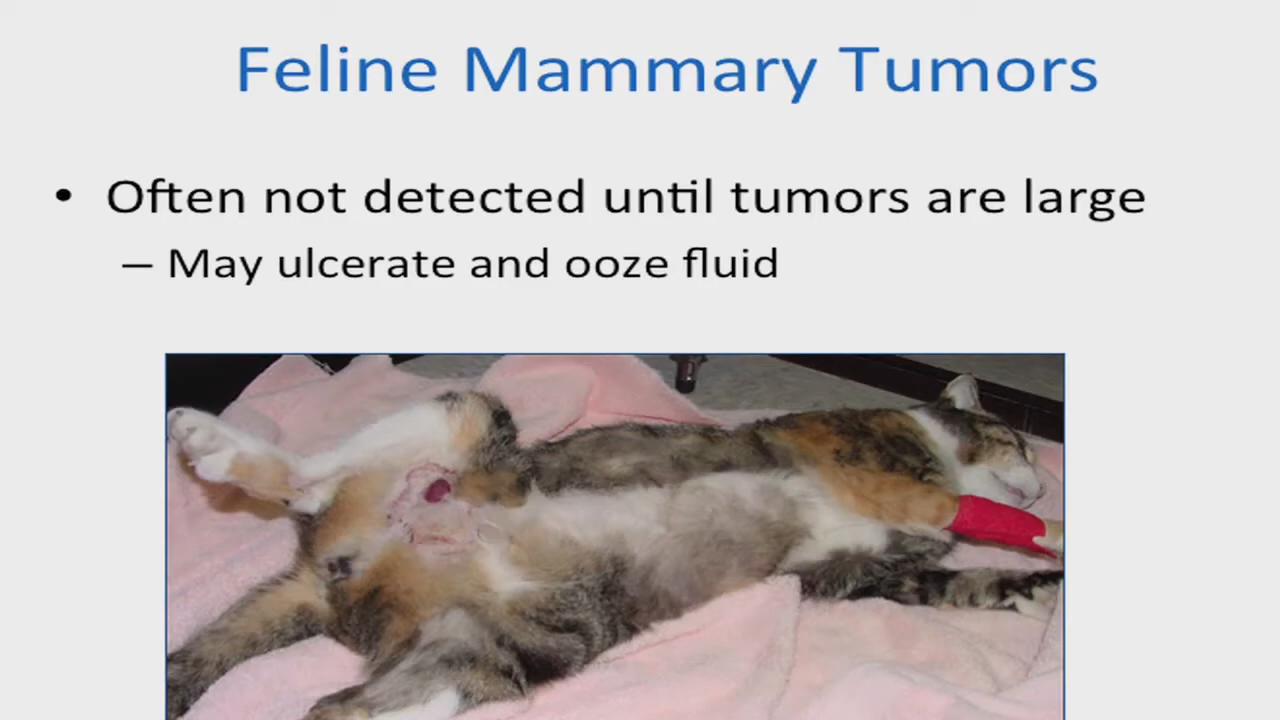 Feline Mammary Tumors
• Often not detected until tumors are large
– May ulcerate and ooze fluid